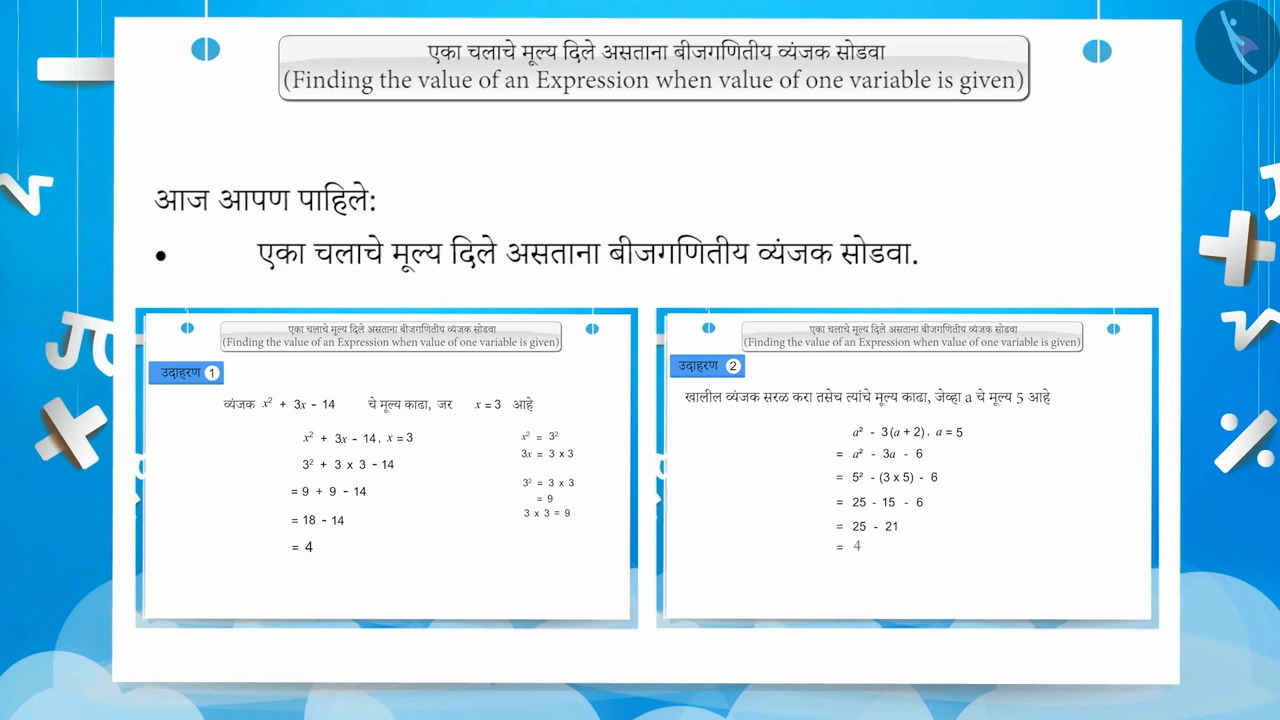 एका चलाचे मूल्य दिले असताना बीजगणितीय व्यंजक सोडवा
(Finding the value of an Expression when value of one variable is given)
आज आपण पाहिले:
• एका चलाचे मूल्य दिले असताना बीजगणितीय व्यंजक सोडवा.
एका चलाचे मूल्य दिले असताना बीजगणितीय व्यंजक सोडवा
(Finding the value of an Expression when value of one variable is given)
उदाहरण 1
व्यंजक x² + 3x - 14 चे मूल्य काढा, जर x = 3 आहे
x² + 3x - 14, x = 3
3² + 3 x 3 - 14
= 9 + 9 - 14
= 18 - 14
= 4
x² = 3²
3x = 3 x 3
3² = 3 x 3
= 9
3 x 3 = 9
एका चलाचे मूल्य दिले असताना बीजगणितीय व्यंजक सोडवा
(Finding the value of an Expression when value of one variable is given)
उदाहरण 2
खालील व्यंजक सरळ करा तसेच त्यांचे मूल्य काढा, जेव्हा a चे मूल्य 5 आहे
a² - 3(a + 2), a = 5
= a² - 3a - 6
= 5² - (3 x 5) - 6
= 25 - 15 - 6
= 25 - 21
= 4